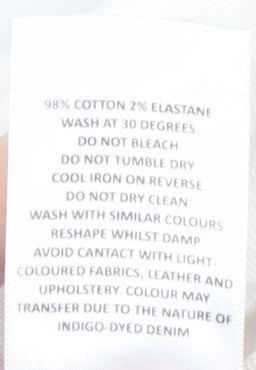 98% COTTON 2% ELASTANE
WASH AT 30 DEGREES
DO NOT BLEACH
DO NOT TUMBLE DRY
COOL IRON ON REVERSE
DO NOT DRY CLEAN
WASH WITH SIMILAR COLOURS
RESHAPE WHILST DAMP
AVOID CANTACT WITH LIGHT-
COLOURED FABRICS, LEATHER AND
UPHOLSTERY. COLOUR MAY
TRANSFER DUE TO THE NATURE OF
INDIGO-DYED DENIM